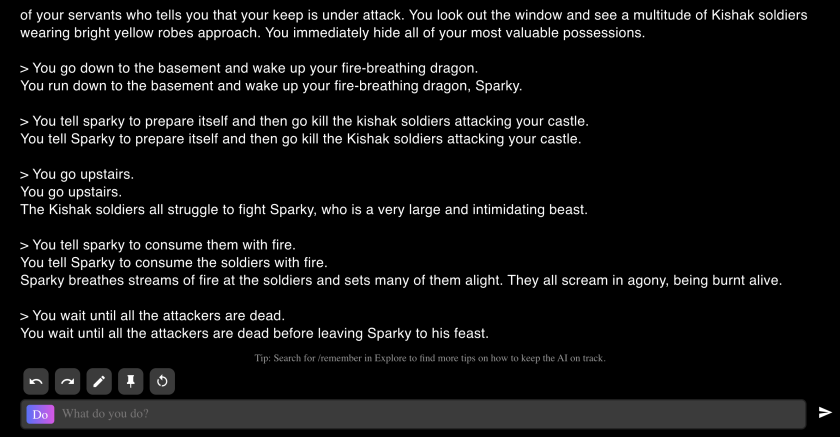 of your servants who tells you that your keep is under attack. You look out the window and see a multitude of Kishak soldiers
wearing bright yellow robes approach. You immediately hide all of your most valuable possessions.
> You go down to the basement and wake up your fire-breathing dragon.
You run down to the basement and wake up your fire-breathing dragon, Sparky.
> You tell sparky to prepare itself and then go kill the kishak soldiers attacking your castle.
You tell Sparky to prepare itself and then go kill the Kishak soldiers attacking your castle.
> You go upstairs.
You go upstairs.
The Kishak soldiers all struggle to fight Sparky, who is a very large and intimidating beast.
> You tell sparky to consume them with fire.
You tell Sparky to consume the soldiers with fire.
Sparky breathes streams of fire at the soldiers and sets many of them alight. They all scream in agony, being burnt alive.
> You wait until all the attackers are dead.
You wait until all the attackers are dead before leaving Sparky to his feast.
Tip: Search for /remember in Explore to find more tips on how to keep the AI on track.
Do What do you do?